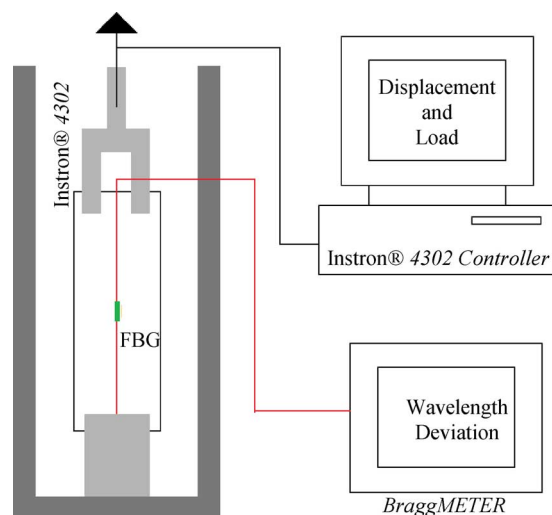 Instron® 4302
Displacement
and
Load
Instron® 4302 Controller
FBG
Wavelength
Deviation
BraggMETER